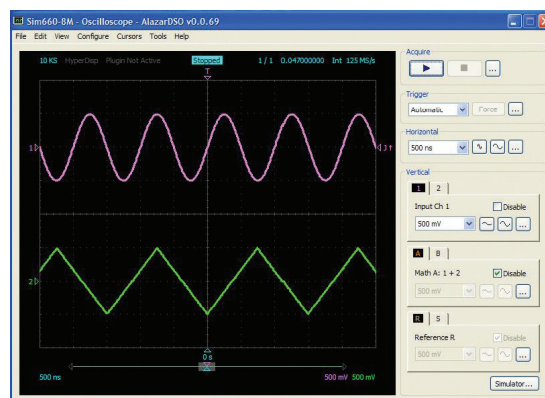 Sim660-8M - Oscilloscope - AlazarDSO v0.0.69
File Edit View Configure Cursors Tools Help
10 KS HyperDisp Plugin Not Active Stopped 1 / 1 0.047000000 Int 125 MS/s
T
1
J↑
2
0 s
500 ns 500 mV 500 mV
Acquire
...
Trigger
Automatic Force ...
Horizontal
500 ns ...
Vertical
1 2
Input Ch 1 Disable
500 mV ...
A B
Math A: 1 + 2 Disable
500 mV ...
R S
Reference R Disable
500 mV ...
Simulator...